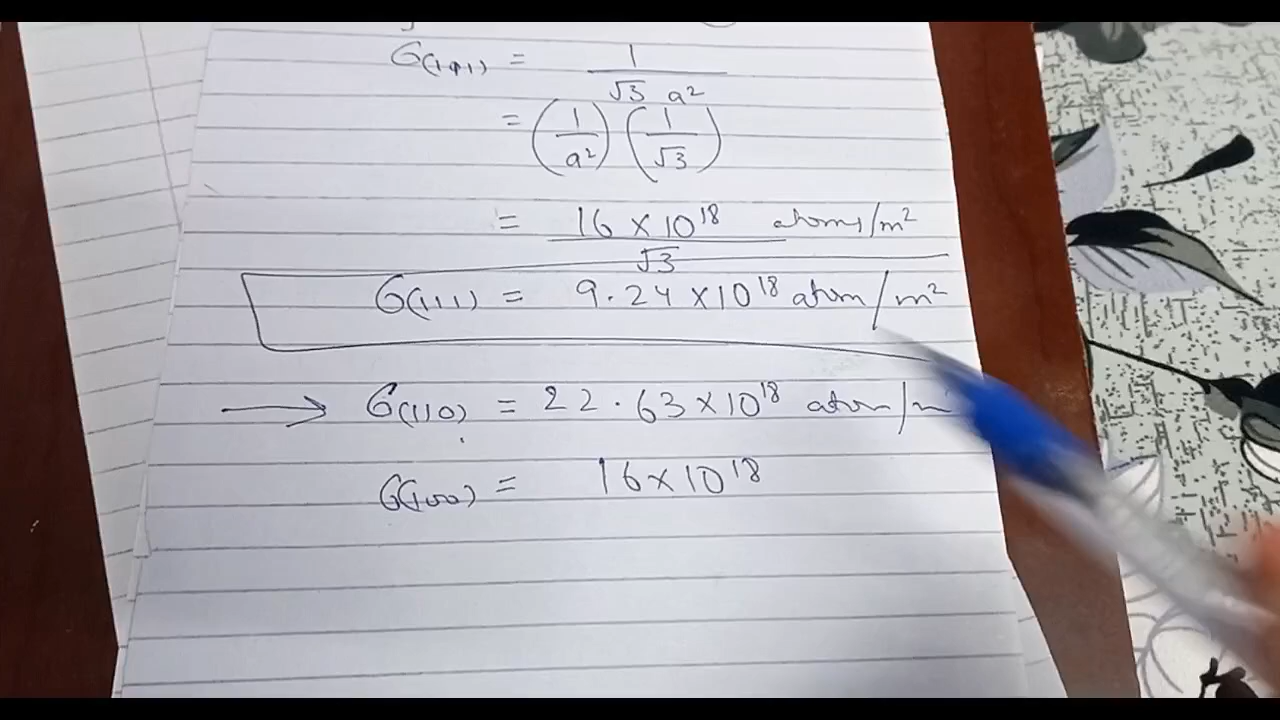 σ(111) = 1 / √3 a²
= (1/a²) (1/√3)
= 16 × 10¹⁸ / √3 atoms/m²
σ(111) = 9.24 × 10¹⁸ atom/m²
→ σ(110) = 22.63 × 10¹⁸ atom/m
σ(100) = 16 × 10¹⁸